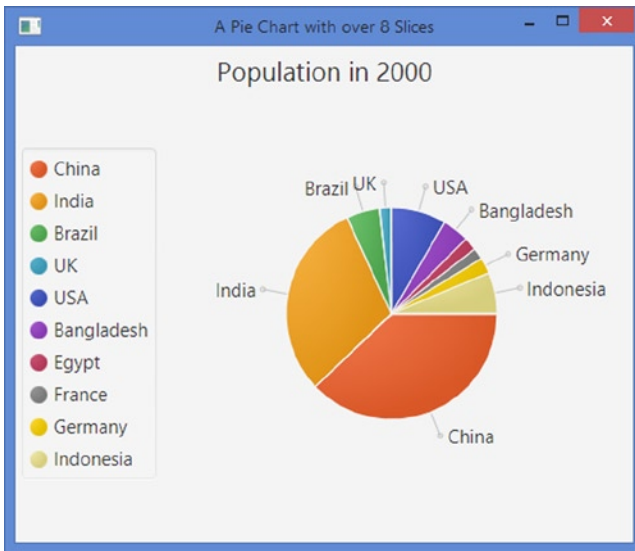 A Pie Chart with over 8 Slices
Population in 2000
China
India
Brazil
UK
USA
Bangladesh
Egypt
France
Germany
Indonesia
Brazil
UK
USA
Bangladesh
Germany
India
Indonesia
China